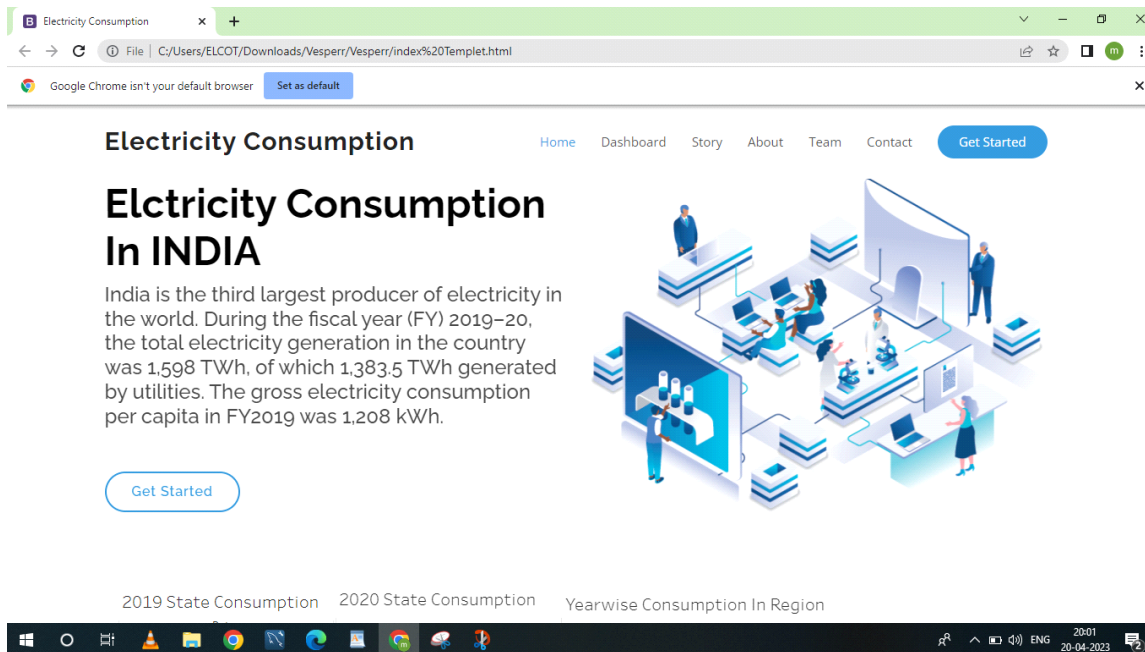 B Electricity Consumption
File C:/Users/ELCOT/Downloads/Vesperr/Vesperr/index%20Templet.html
m
Google Chrome isn't your default browser Set as default
Electricity Consumption Home Dashboard Story About Team Contact Get Started
Elctricity Consumption
In INDIA
India is the third largest producer of electricity in
the world. During the fiscal year (FY) 2019–20,
the total electricity generation in the country
was 1,598 TWh, of which 1,383.5 TWh generated
by utilities. The gross electricity consumption
per capita in FY2019 was 1,208 kWh.
Get Started
2019 State Consumption 2020 State Consumption Yearwise Consumption In Region
ENG 20:01
20-04-2023 2